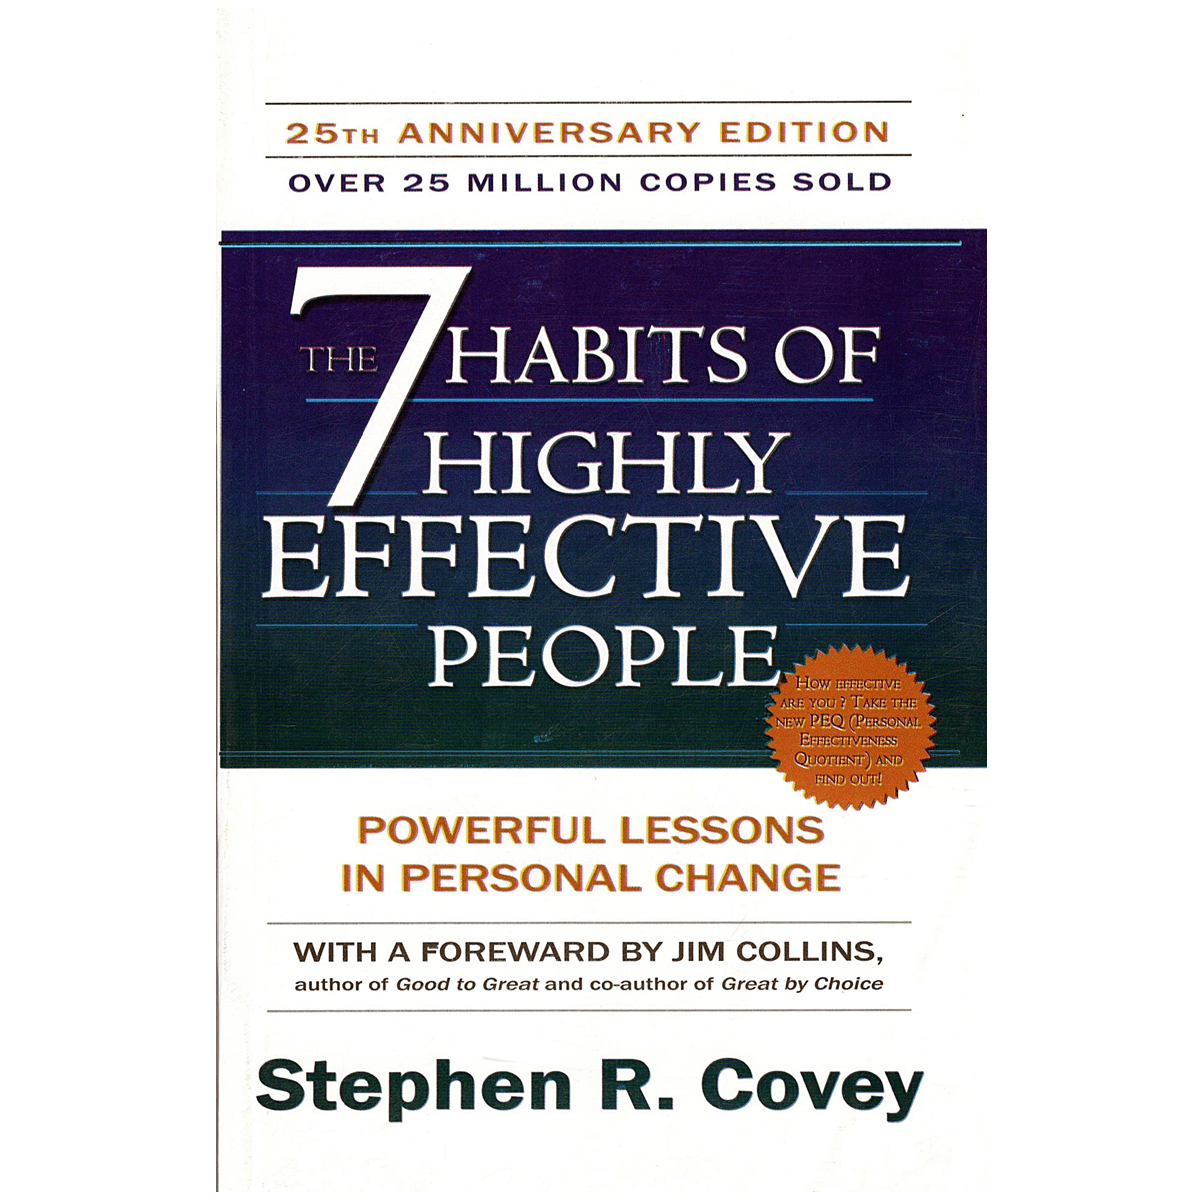 25TH ANNIVERSARY EDITION
OVER 25 MILLION COPIES SOLD
THE 7 HABITS OF
HIGHLY
EFFECTIVE
PEOPLE
HOW EFFECTIVE
ARE YOU ? TAKE THE
NEW PEQ (PERSONAL
EFFECTIVENESS
QUOTIENT) AND
FIND OUT!
POWERFUL LESSONS
IN PERSONAL CHANGE
WITH A FOREWARD BY JIM COLLINS,
author of Good to Great and co-author of Great by Choice
Stephen R. Covey